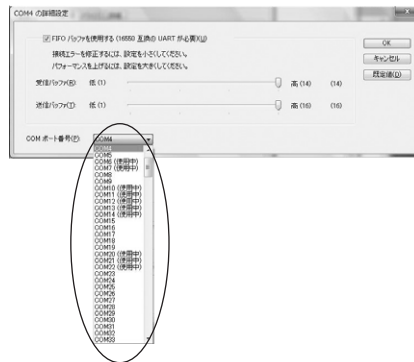 COM4 の詳細設定
FIFO バッファを使用する (16550 互換の UART が必要)(U)
OK
接続エラーを修正するには、設定を小さくしてください。
キャンセル
パフォーマンスを上げるには、設定を大きくしてください。
既定値(D)
受信バッファ(R): 低 (1) 高 (14) (14)
送信バッファ(T): 低 (1) 高 (16) (16)
COM ポート番号(P): COM4
COM4
COM5
COM6 (使用中)
COM7 (使用中)
COM8
COM9
COM10 (使用中)
COM11 (使用中)
COM12 (使用中)
COM13 (使用中)
COM14 (使用中)
COM15
COM16
COM17
COM18
COM19
COM20 (使用中)
COM21 (使用中)
COM22 (使用中)
COM23
COM24
COM25
COM26
COM27
COM28
COM29
COM30
COM31
COM32
COM33